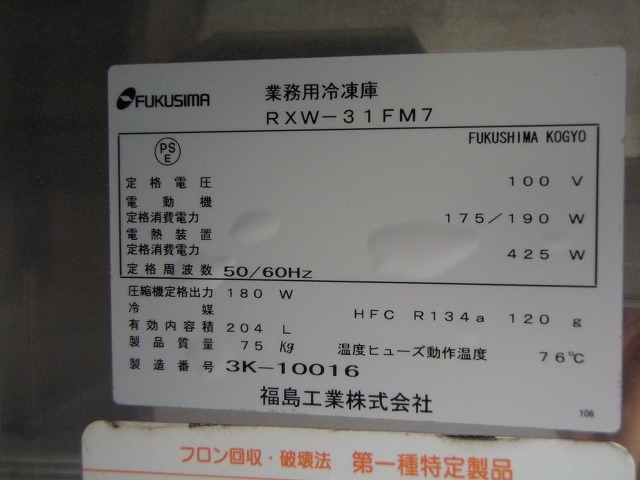 FUKUSIMA 業務用冷凍庫
RXW-31FM7
PS E FUKUSHIMA KOGYO
定格電圧 100 V
電動機
定格消費電力 175/190 W
電熱装置
定格消費電力 425 W
定格周波数 50/60Hz
圧縮機定格出力 180 W
冷媒 HFC R134a 120 g
有効内容積 204 L
製品質量 75 Kg 温度ヒューズ動作温度 76℃
製造番号 3K-10016
福島工業株式会社
106
フロン回収・破壊法 第一種特定製品